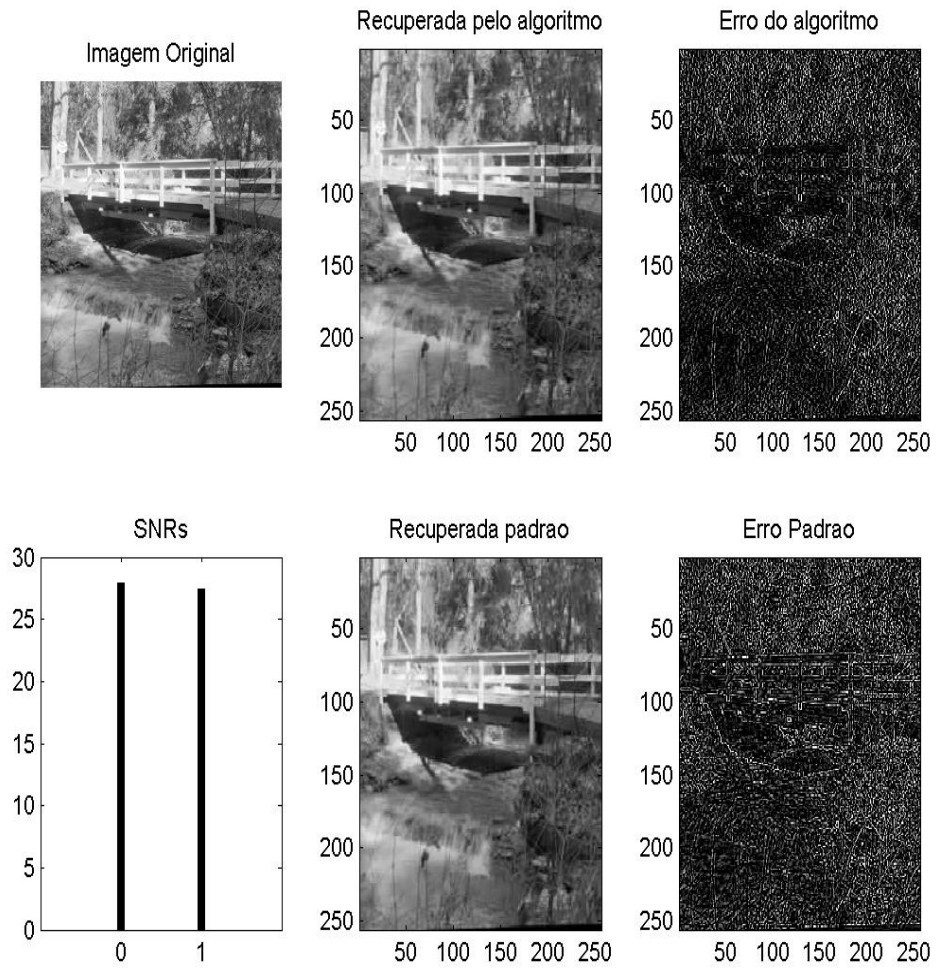 Imagem Original
Recuperada pelo algoritmo
50
100
150
200
250
50 100 150 200 250
Erro do algoritmo
50
100
150
200
250
50 100 150 200 250
SNRs
30
25
20
15
10
5
0
0 1
Recuperada padrao
50
100
150
200
250
50 100 150 200 250
Erro Padrao
50
100
150
200
250
50 100 150 200 250